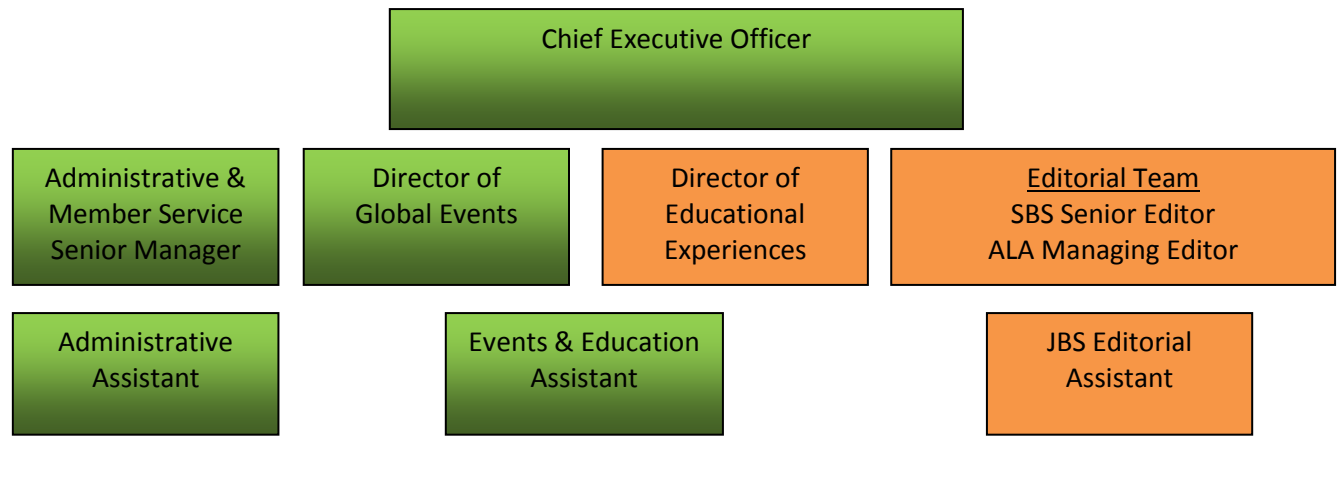 Chief Executive Officer
Administrative &
Member Service
Senior Manager
Director of
Global Events
Director of
Educational
Experiences
Editorial Team
SBS Senior Editor
ALA Managing Editor
Administrative
Assistant
Events & Education
Assistant
JBS Editorial
Assistant